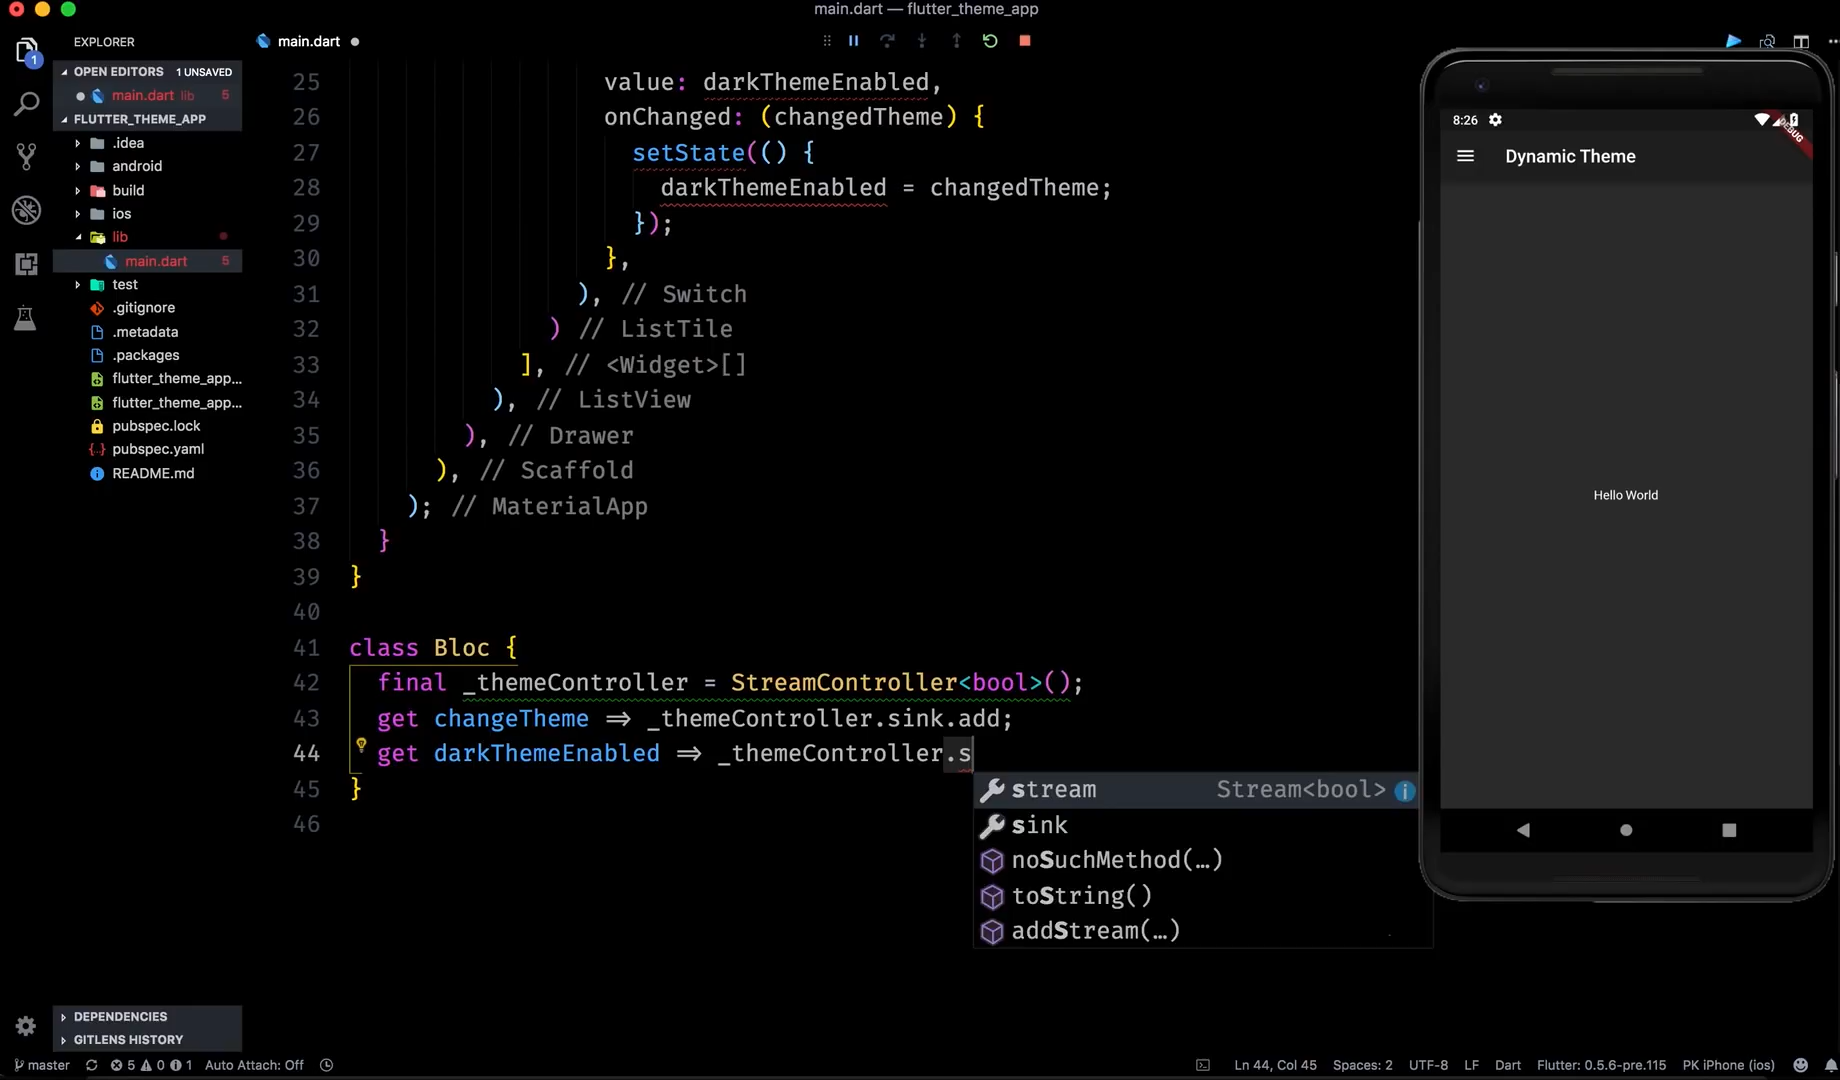 main.dart — flutter_theme_app
EXPLORER
main.dart
1
OPEN EDITORS 1 UNSAVED
main.dart lib 5
FLUTTER_THEME_APP
.idea
android
build
ios
lib
main.dart 5
test
.gitignore
.metadata
.packages
flutter_theme_app...
flutter_theme_app...
pubspec.lock
pubspec.yaml
README.md
DEPENDENCIES
GITLENS HISTORY
25 value: darkThemeEnabled,
26 onChanged: (changedTheme) {
27 setState(() {
28 darkThemeEnabled = changedTheme;
29 });
30 },
31 ), // Switch
32 ) // ListTile
33 ], // <Widget>[]
34 ), // ListView
35 ), // Drawer
36 ), // Scaffold
37 ); // MaterialApp
38 }
39 }
40
41 class Bloc {
42 final _themeController = StreamController<bool>();
43 get changeTheme => _themeController.sink.add;
44 get darkThemeEnabled => _themeController.s
45 }
46
stream Stream<bool>
sink
noSuchMethod(…)
toString()
addStream(…)
8:26
DEBUG
Dynamic Theme
Hello World
master 5 0 1 Auto Attach: Off
Ln 44, Col 45 Spaces: 2 UTF-8 LF Dart Flutter: 0.5.6-pre.115 PK iPhone (ios)